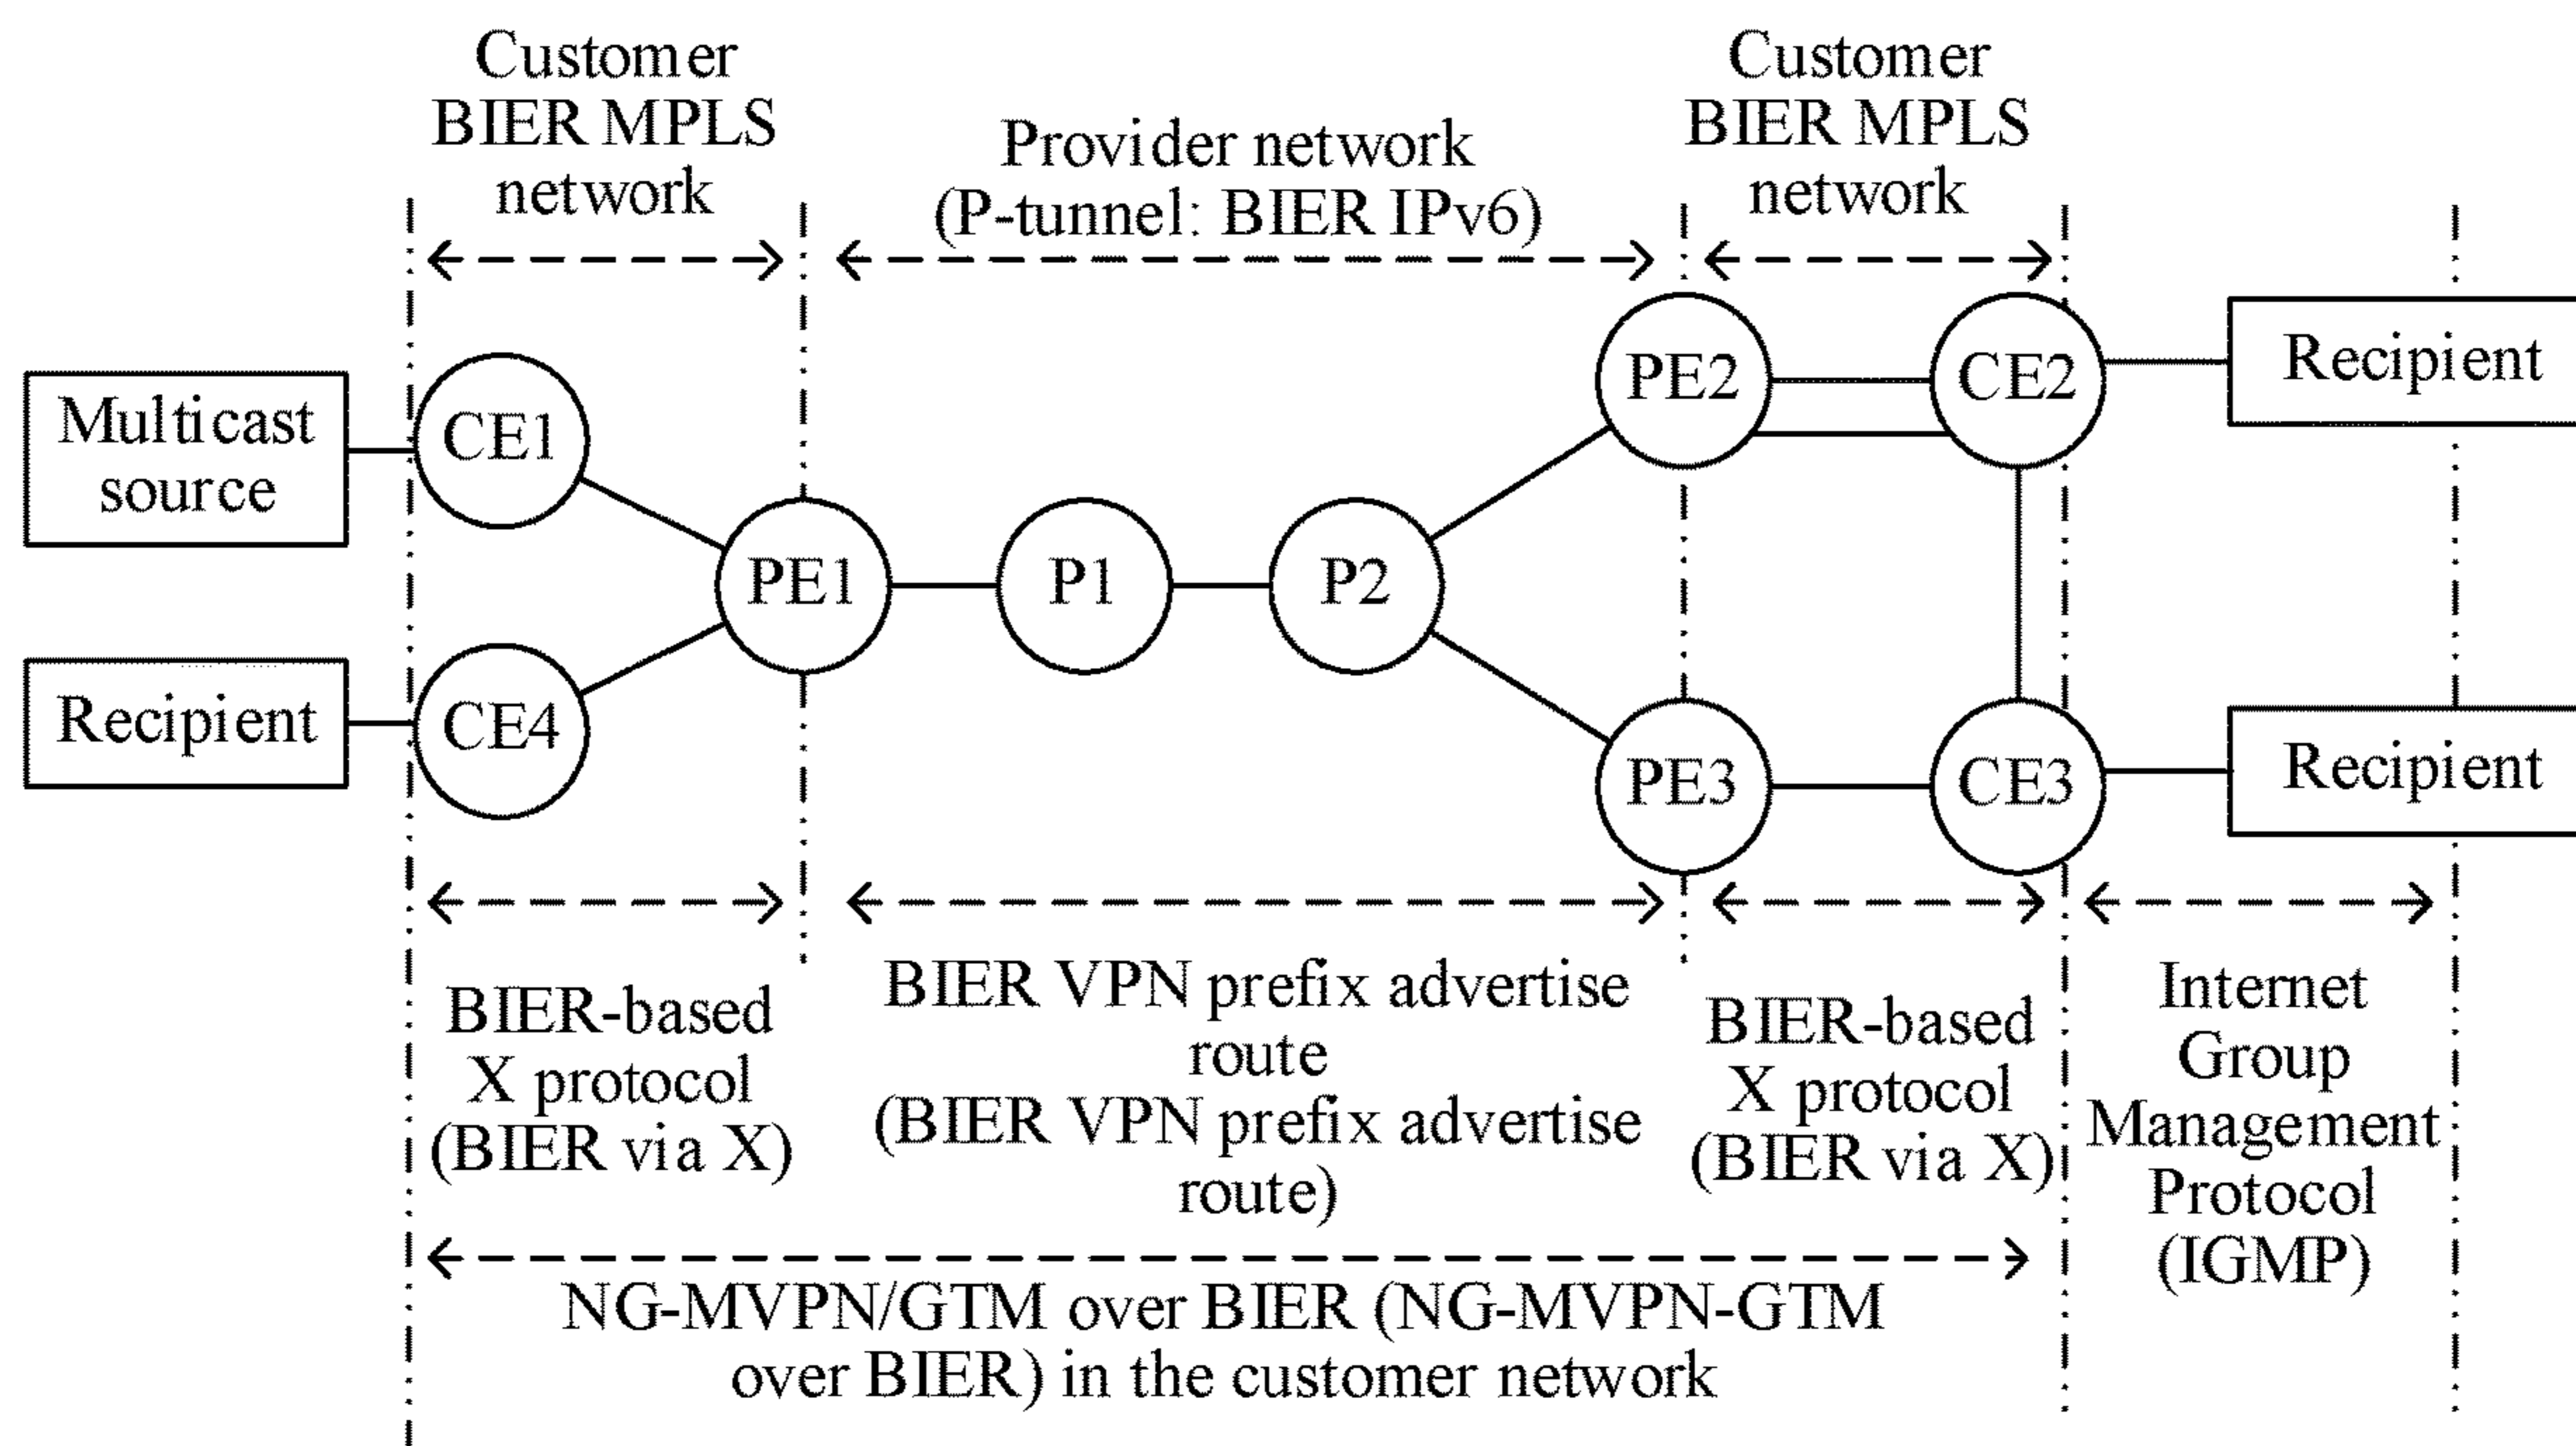 Customer
BIER MPLS
network
Provider network
(P-tunnel: BIER IPv6)
Customer
BIER MPLS
network
Multicast
source
CE1
PE2
CE2
Recipient
PE1
P1
P2
Recipient
CE4
PE3
CE3
Recipient
BIER-based
X protocol
(BIER via X)
BIER VPN prefix advertise
route
(BIER VPN prefix advertise
route)
BIER-based
X protocol
(BIER via X)
Internet
Group
Management
Protocol
(IGMP)
NG-MVPN/GTM over BIER (NG-MVPN-GTM
over BIER) in the customer network